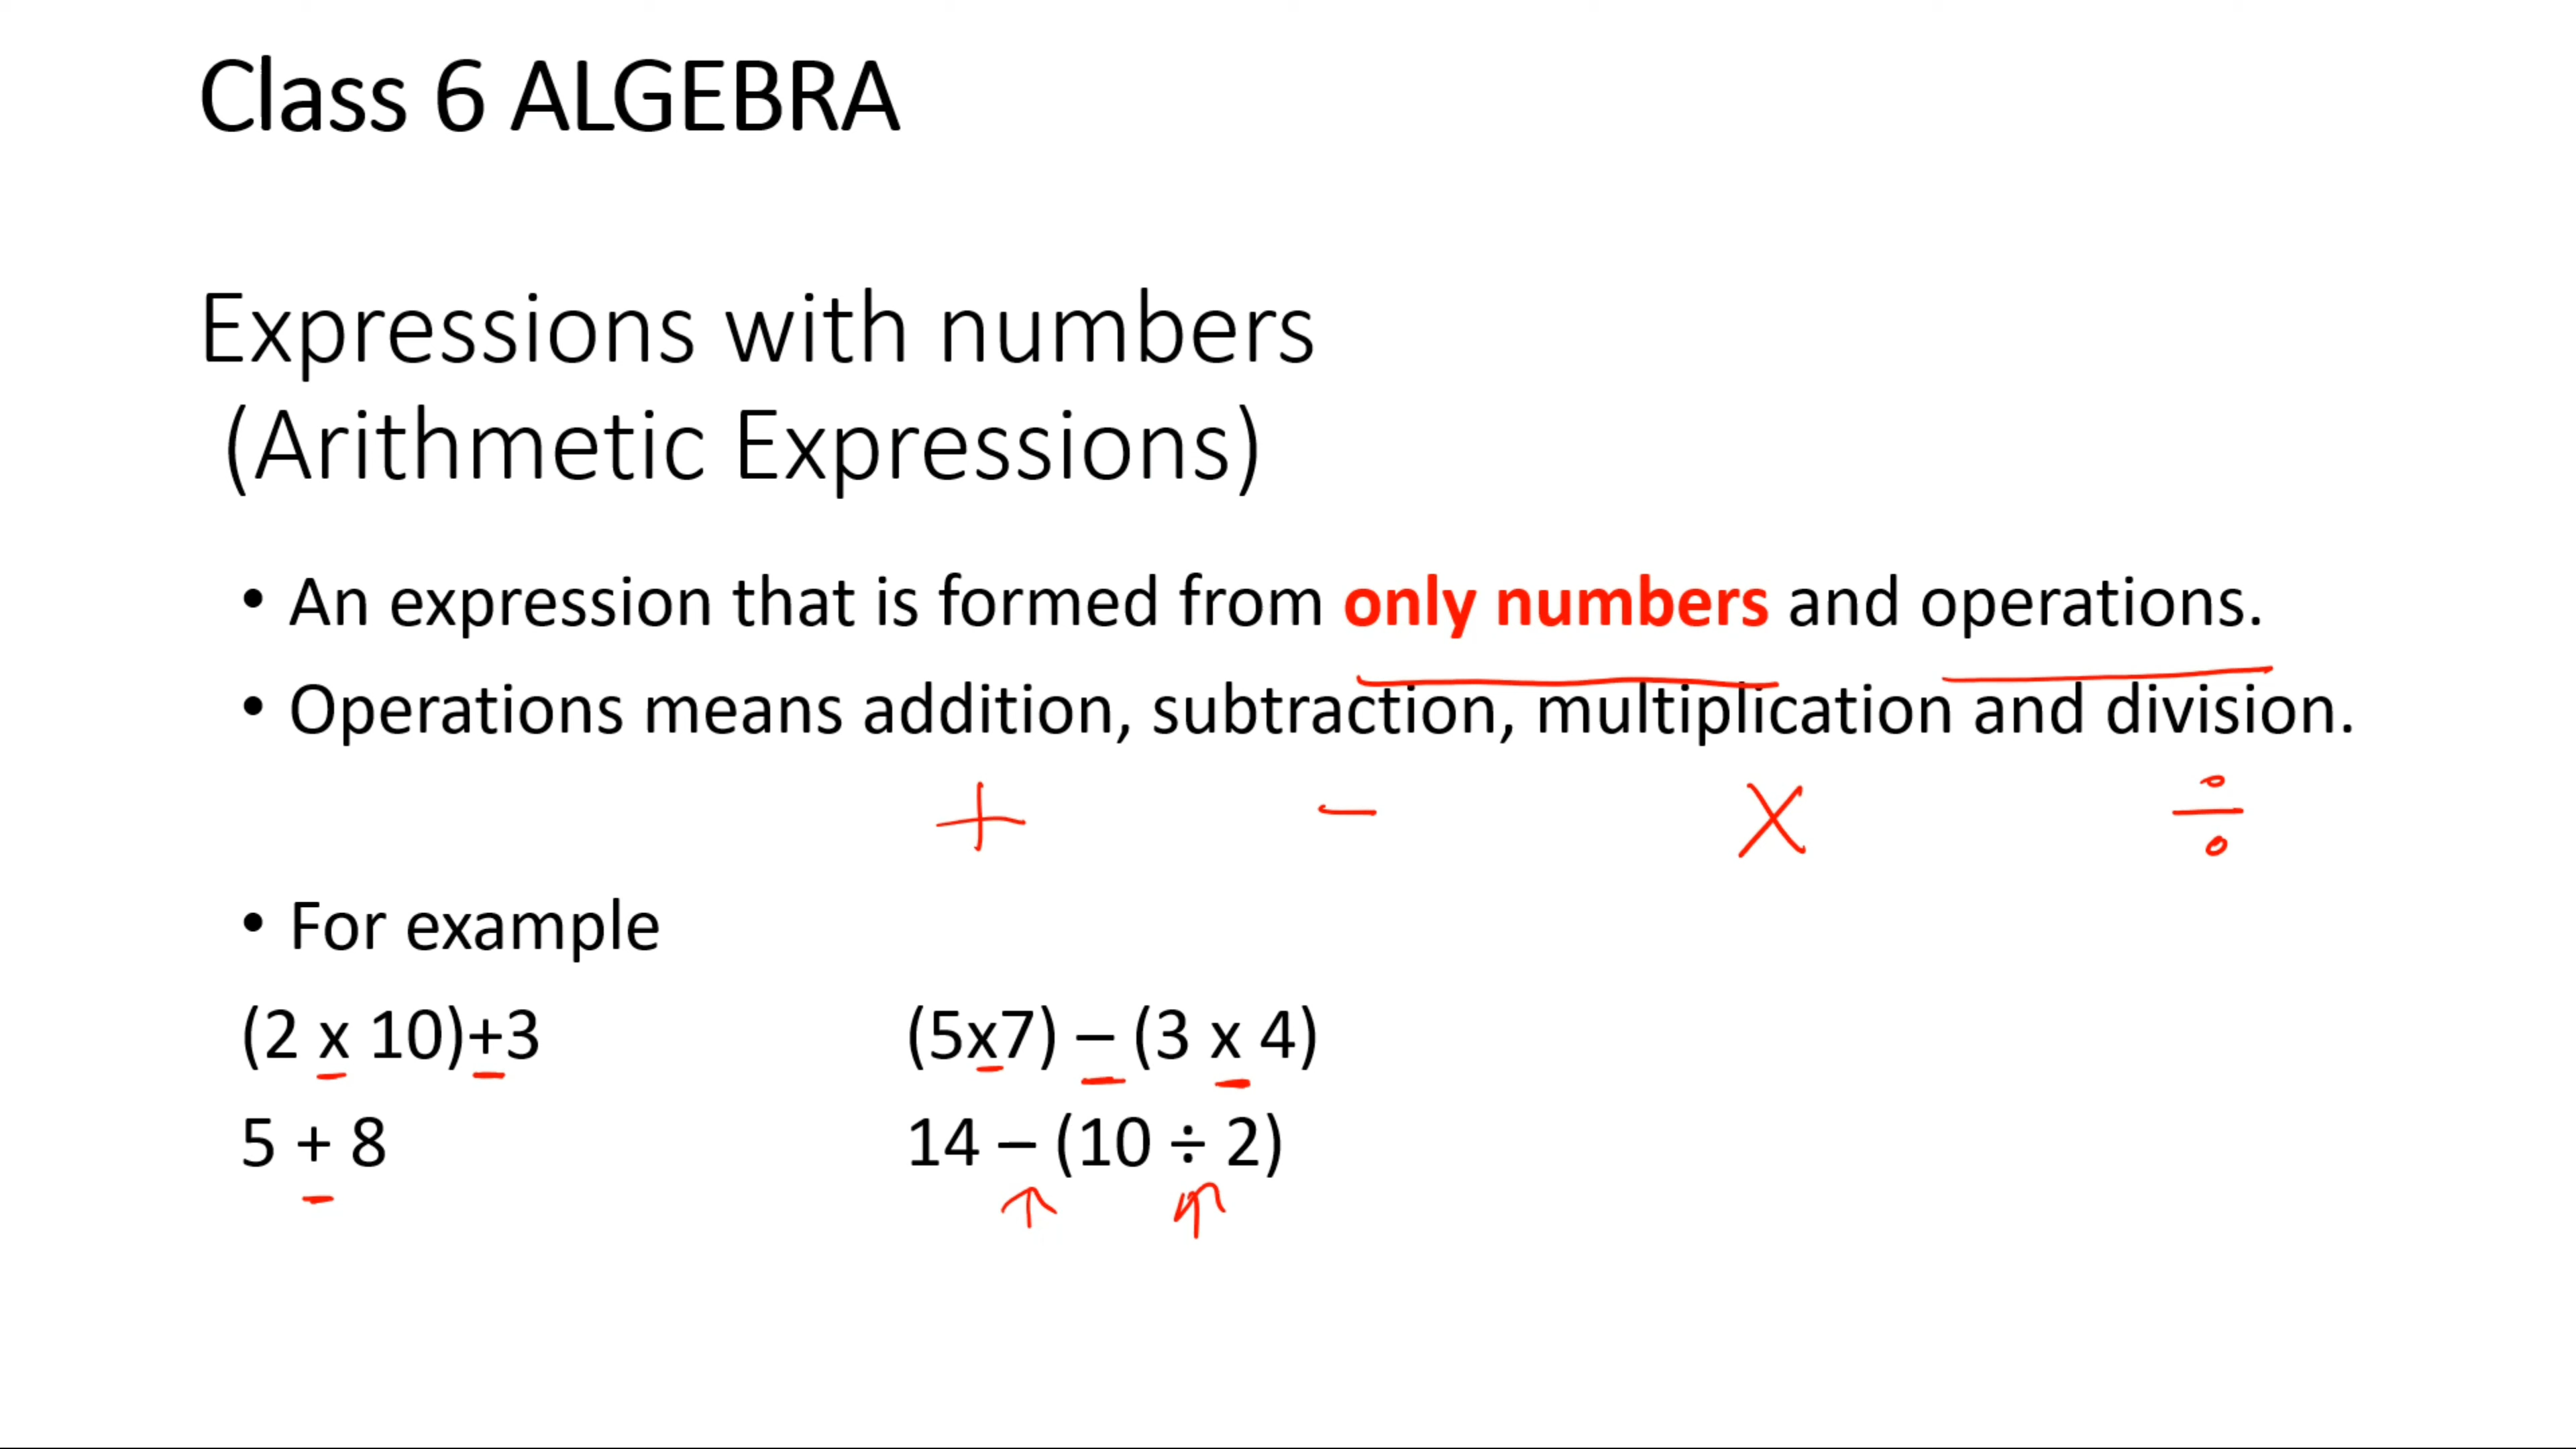 Class 6 ALGEBRA
Expressions with numbers
(Arithmetic Expressions)
• An expression that is formed from only numbers and operations.
• Operations means addition, subtraction, multiplication and division.
+ − × ÷
• For example
(2 x 10)+3 (5x7) – (3 x 4)
5 + 8 14 – (10 ÷ 2)